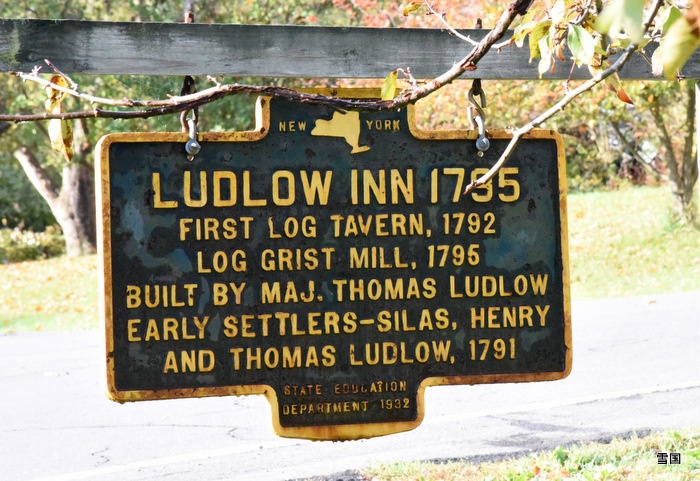 NEW YORK
LUDLOW INN 1795
FIRST LOG TAVERN, 1792
LOG GRIST MILL, 1795
BUILT BY MAJ. THOMAS LUDLOW
EARLY SETTLERS-SILAS, HENRY
AND THOMAS LUDLOW, 1791
STATE EDUCATION
DEPARTMENT 1932
雪国